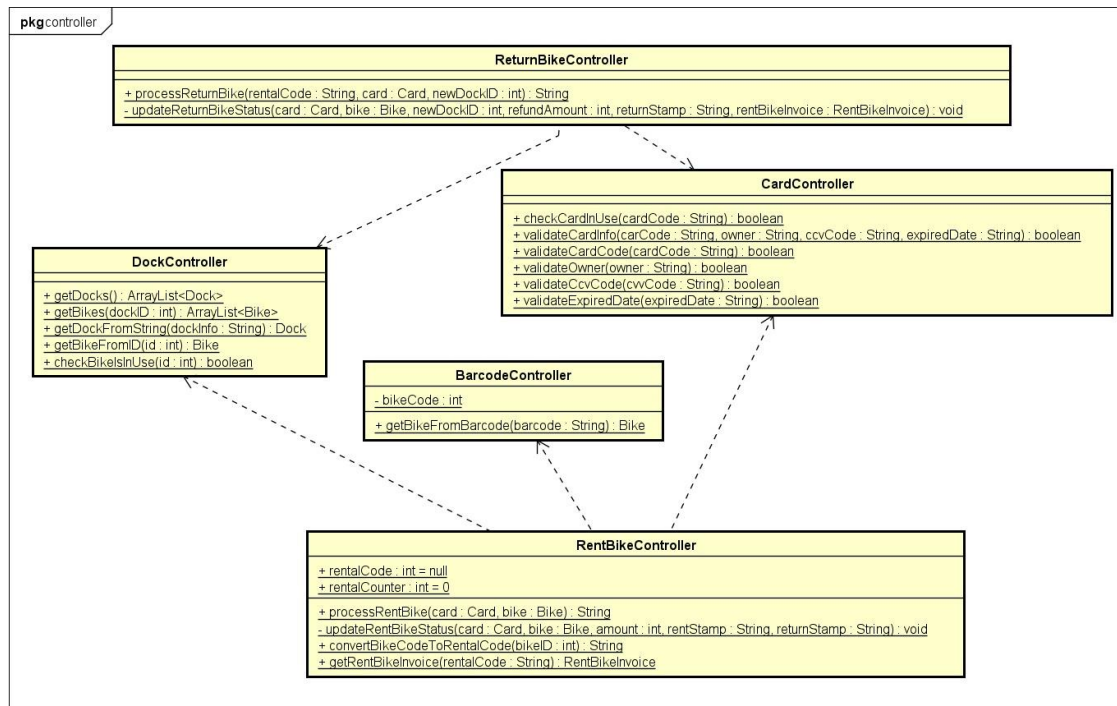 pkg controller
ReturnBikeController
+ processReturnBike(rentalCode : String, card : Card, newDockID : int) : String
- updateReturnBikeStatus(card : Card, bike : Bike, newDockID : int, refundAmount : int, returnStamp : String, rentBikeInvoice : RentBikeInvoice) : void
CardController
+ checkCardInUse(cardCode : String) : boolean
+ validateCardInfo(carCode : String, owner : String, ccvCode : String, expiredDate : String) : boolean
+ validateCardCode(cardCode : String) : boolean
+ validateOwner(owner : String) : boolean
+ validateCcvCode(cvvCode : String) : boolean
+ validateExpiredDate(expiredDate : String) : boolean
DockController
+ getDocks() : ArrayList<Dock>
+ getBikes(dockID : int) : ArrayList<Bike>
+ getDockFromString(dockInfo : String) : Dock
+ getBikeFromID(id : int) : Bike
+ checkBikeIsInUse(id : int) : boolean
BarcodeController
- bikeCode : int
+ getBikeFromBarcode(barcode : String) : Bike
RentBikeController
+ rentalCode : int = null
+ rentalCounter : int = 0
+ processRentBike(card : Card, bike : Bike) : String
- updateRentBikeStatus(card : Card, bike : Bike, amount : int, rentStamp : String, returnStamp : String) : void
+ convertBikeCodeToRentalCode(bikeID : int) : String
+ getRentBikeInvoice(rentalCode : String) : RentBikeInvoice